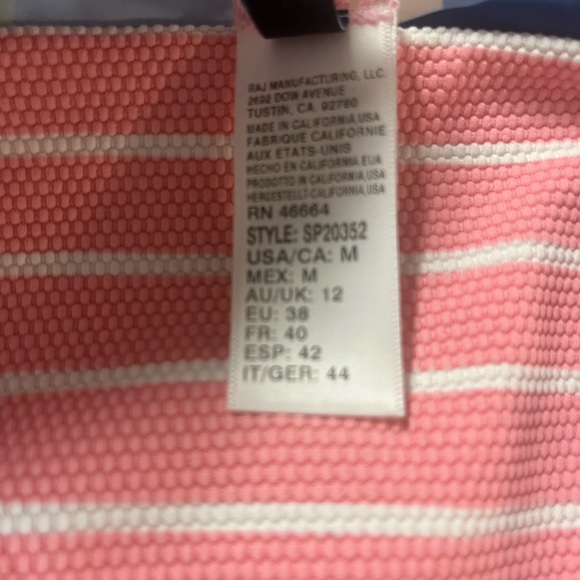 RAJ MANUFACTURING, LLC.
2692 DOW AVENUE
TUSTIN, CA. 92780
MADE IN CALIFORNIA,USA
FABRIQUE CALIFORNIE
AUX ETATS-UNIS
HECHO EN CALIFORNIA,EUA
PRODOTTO IN CALIFORNIA,USA
HERGESTELLT-CALIFORNIA,USA
RN 46664
STYLE: SP20352
USA/CA: M
MEX: M
AU/UK: 12
EU: 38
FR: 40
ESP: 42
IT/GER: 44